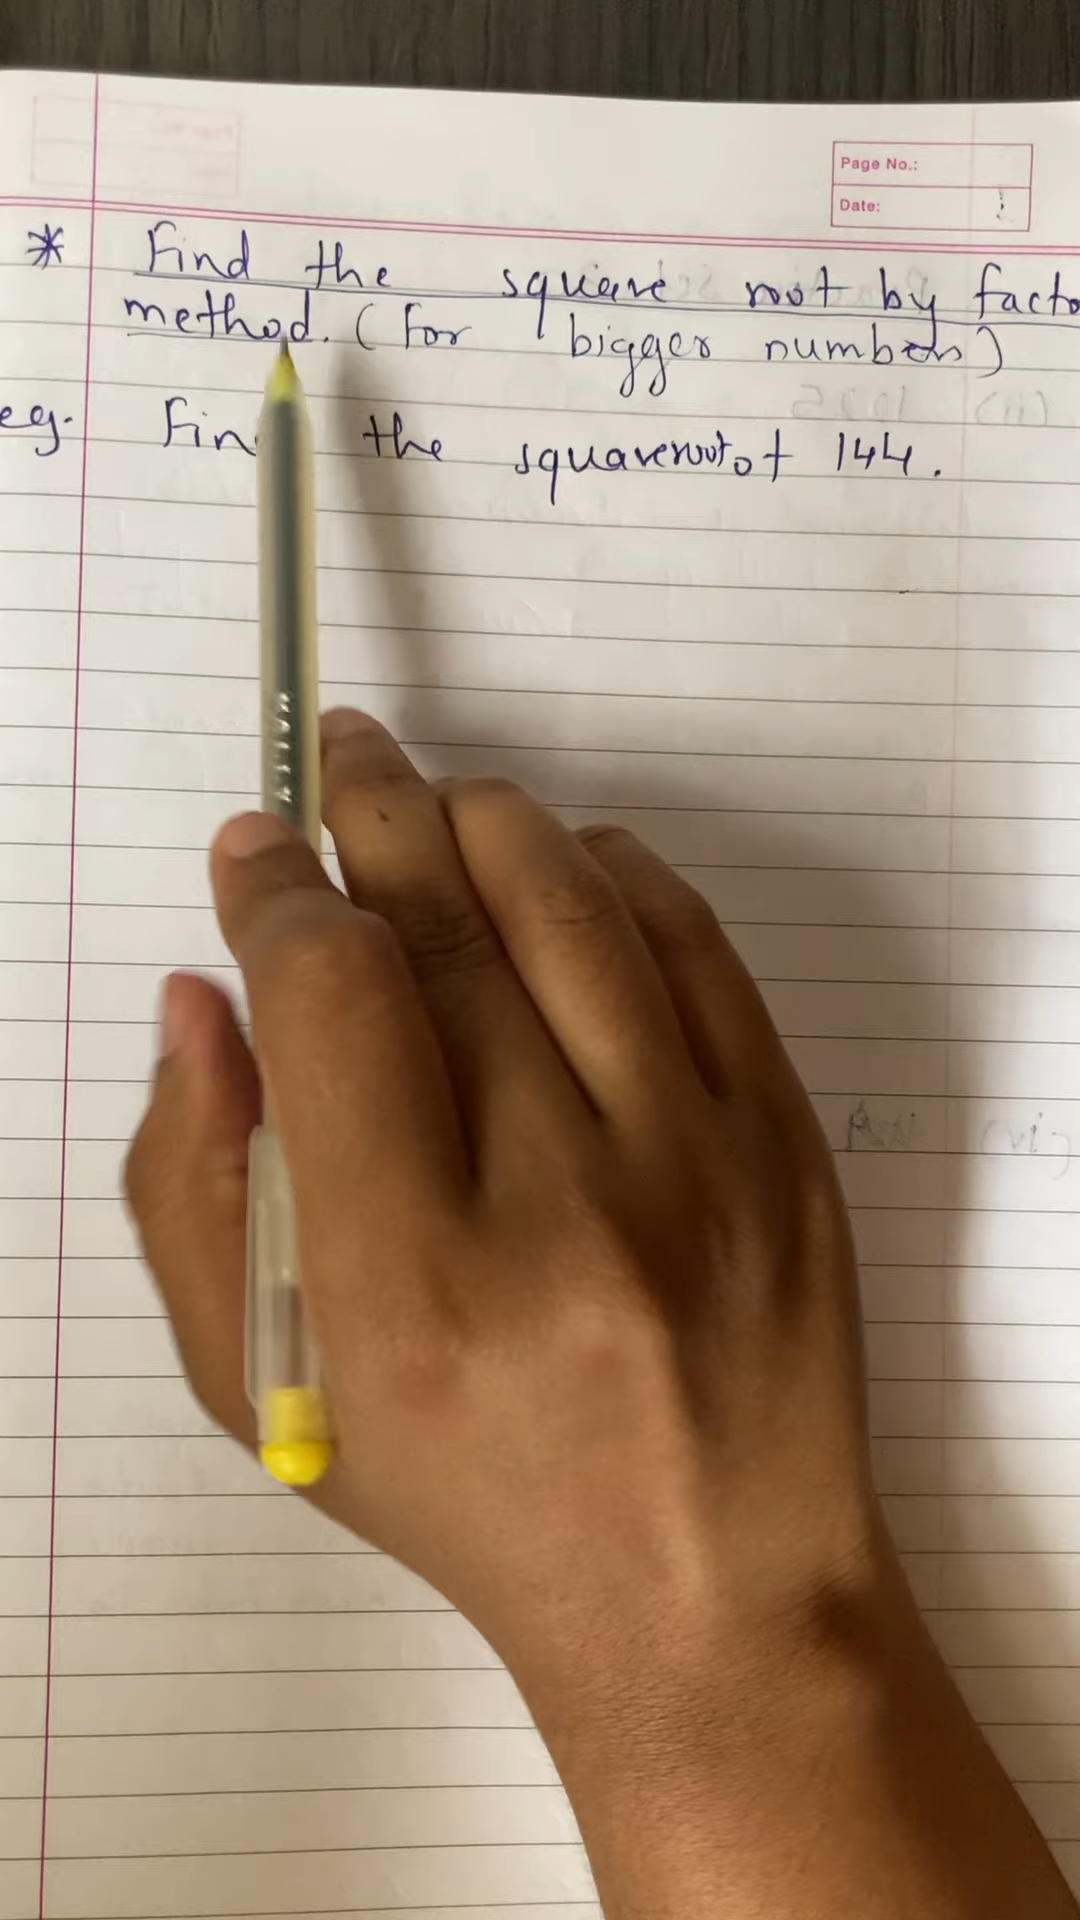 Page No.:
Date:
* Find the square root by facto
method. (For bigger numbers)
eg. Fin the squareroot of 144.